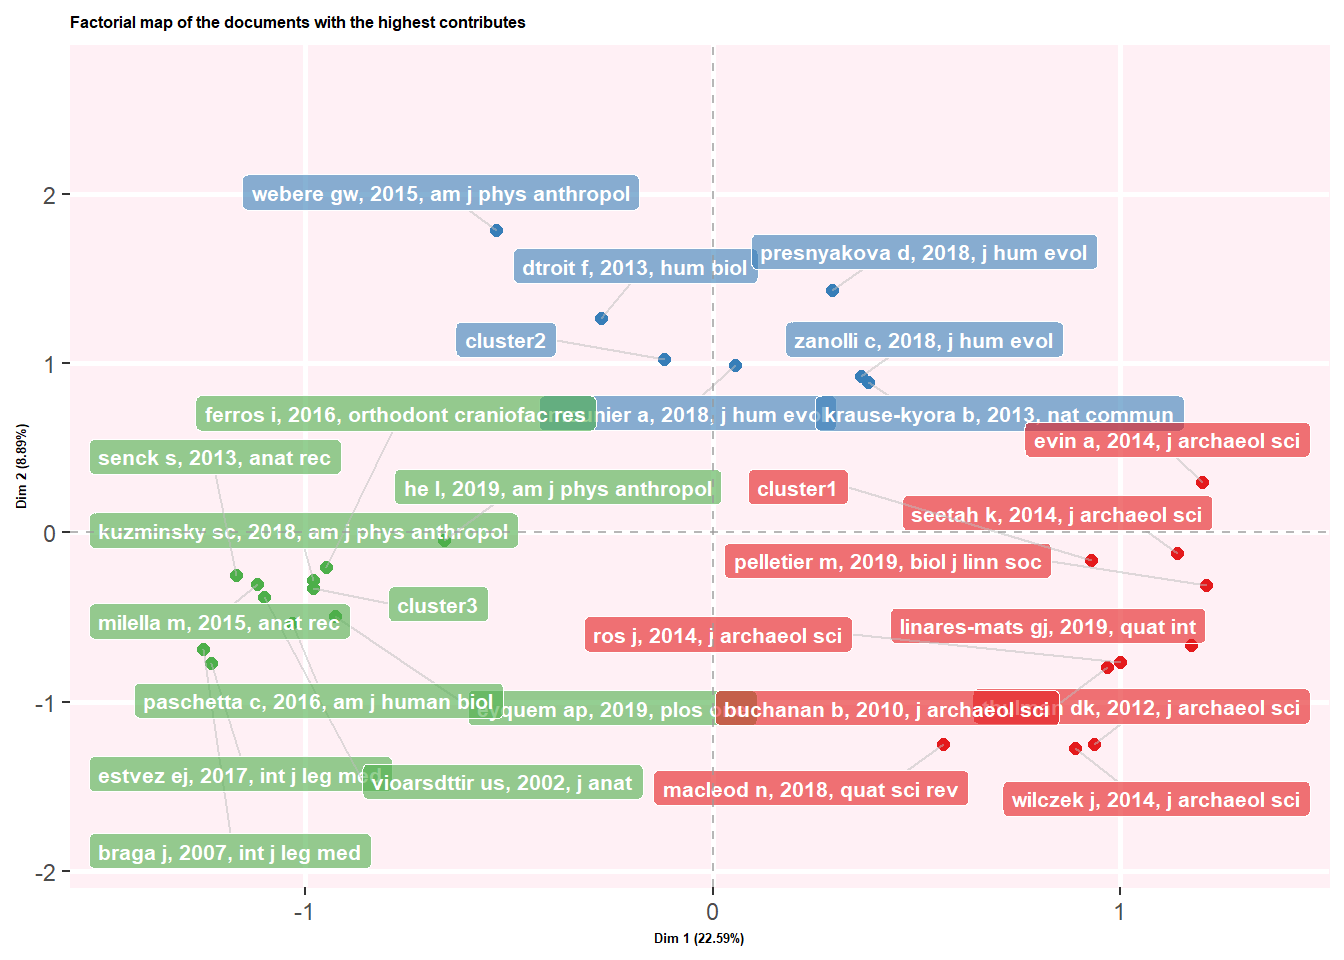 Factorial map of the documents with the highest contributes
webere gw, 2015, am j phys anthropol
presnyakova d, 2018, j hum evol
dtroit f, 2013, hum biol
cluster2
zanolli c, 2018, j hum evol
ferros i, 2016, orthodont craniofac res
a, 2018, j hum evol
krause-kyora b, 2013, nat commun
evin a, 2014, j archaeol sci
senck s, 2013, anat rec
he l, 2019, am j phys anthropol
cluster1
seetah k, 2014, j archaeol sci
kuzminsky sc, 2018, am j phys anthropol
pelletier m, 2019, biol j linn soc
cluster3
milella m, 2015, anat rec
linares-mats gj, 2019, quat int
ros j, 2014, j archaeol sci
paschetta c, 2016, am j human biol
eyquem ap, 2019, plos
buchanan b, 2010, j archaeol sci
dk, 2012, j archaeol sci
estvez ej, 2017, int j leg med
vioarsdttir us, 2002, j anat
macleod n, 2018, quat sci rev
wilczek j, 2014, j archaeol sci
braga j, 2007, int j leg med
2
1
0
-1
-2
Dim 2 (8.89%)
-1
0
1
Dim 1 (22.59%)